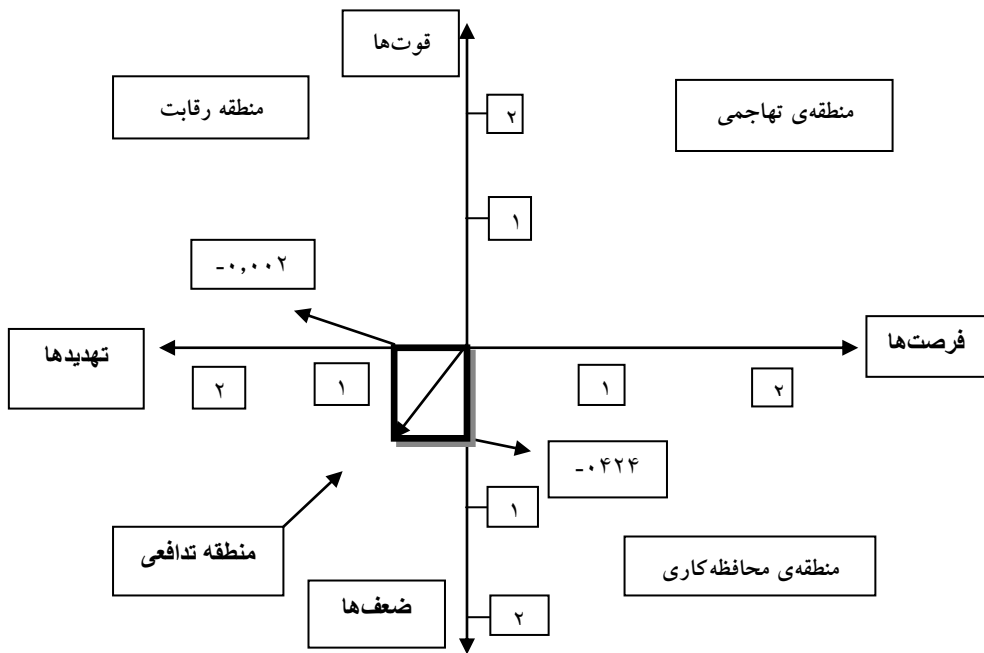 قوت‌ها
منطقه رقابت
منطقه‌ی تهاجمی
۲
۱
-۰,۰۰۲
فرصت‌ها
تهدیدها
۲
۱
۱
۲
-۰۴۲۴
۱
منطقه تدافعی
منطقه‌ی محافظه‌کاری
ضعف‌ها
۲